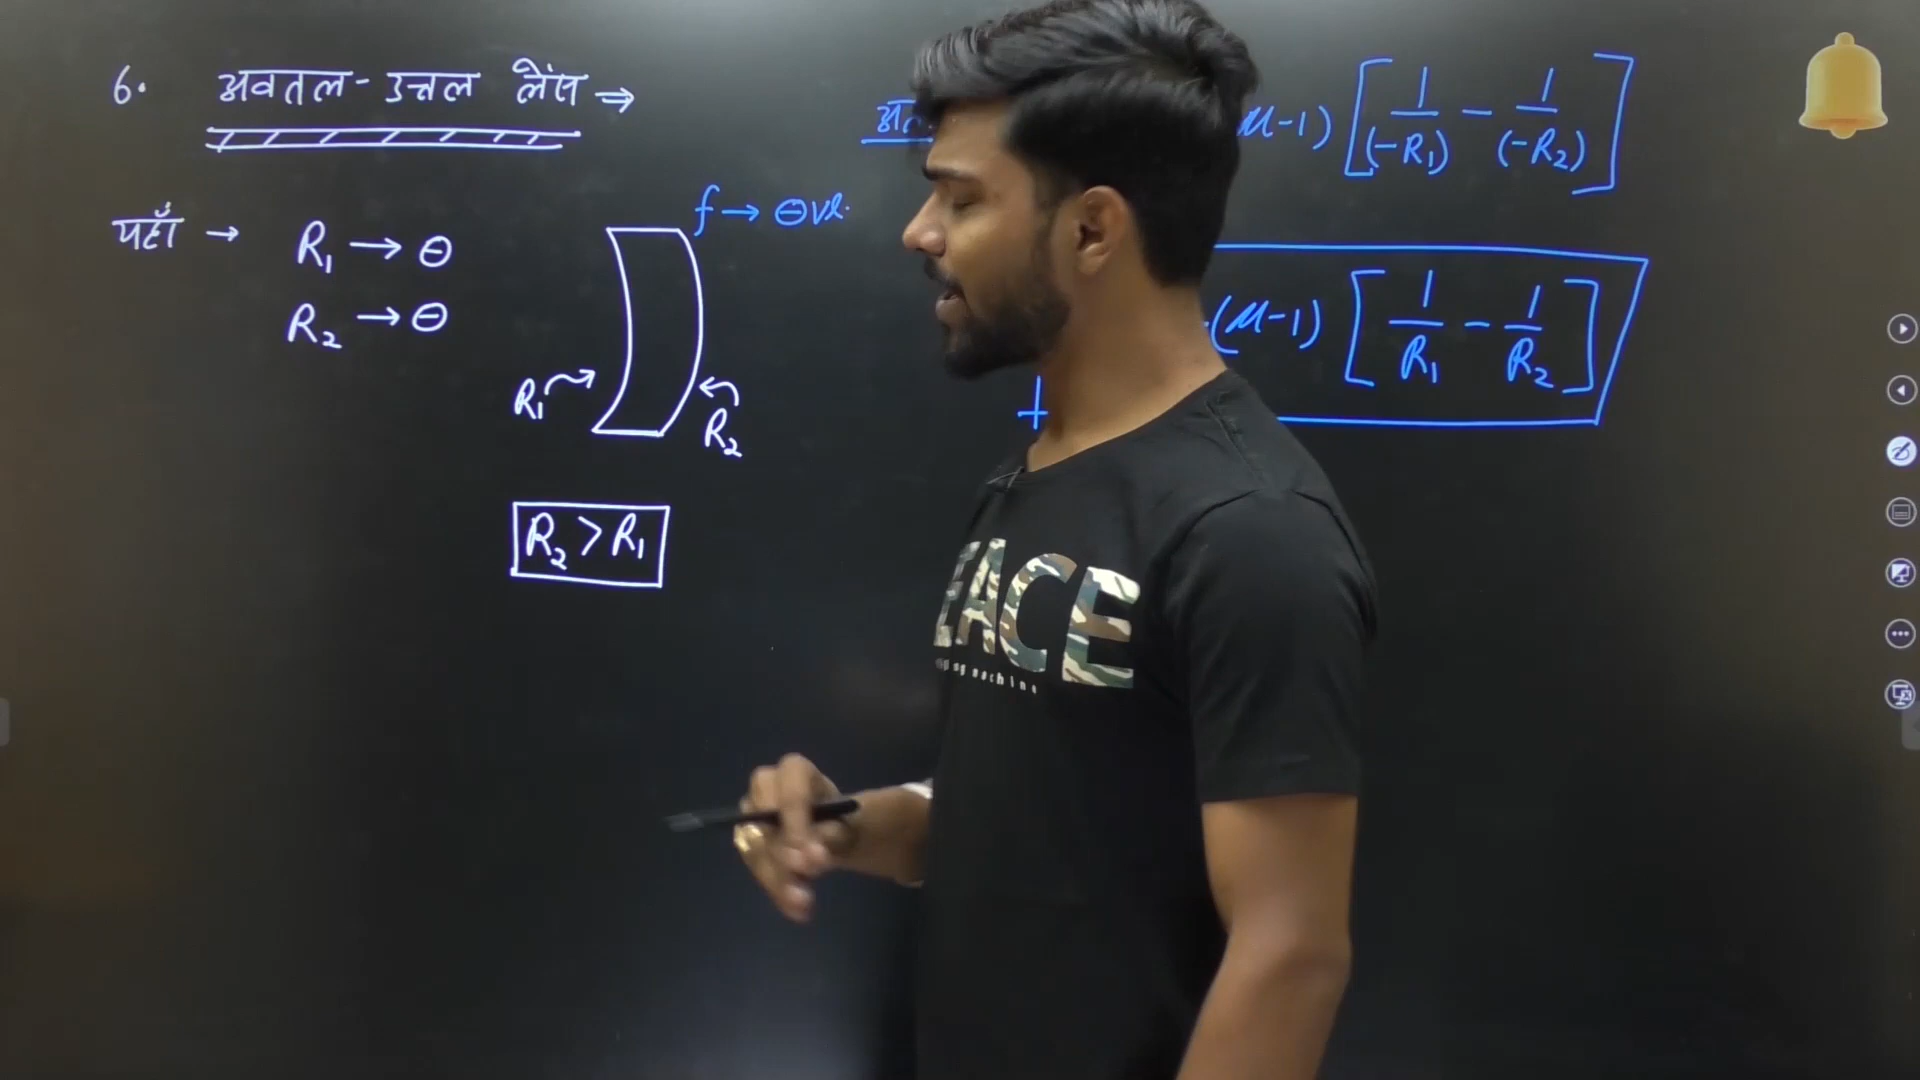 6. अवतल-उत्तल लेंस ⇒
यहाँ → R₁ → ⊖
R₂ → ⊖
f → ⊖ve.
R₁
R₂
R₂ > R₁
μ-1) [1/(-R₁) - 1/(-R₂)]
-(μ-1) [1/R₁ - 1/R₂]
EACE